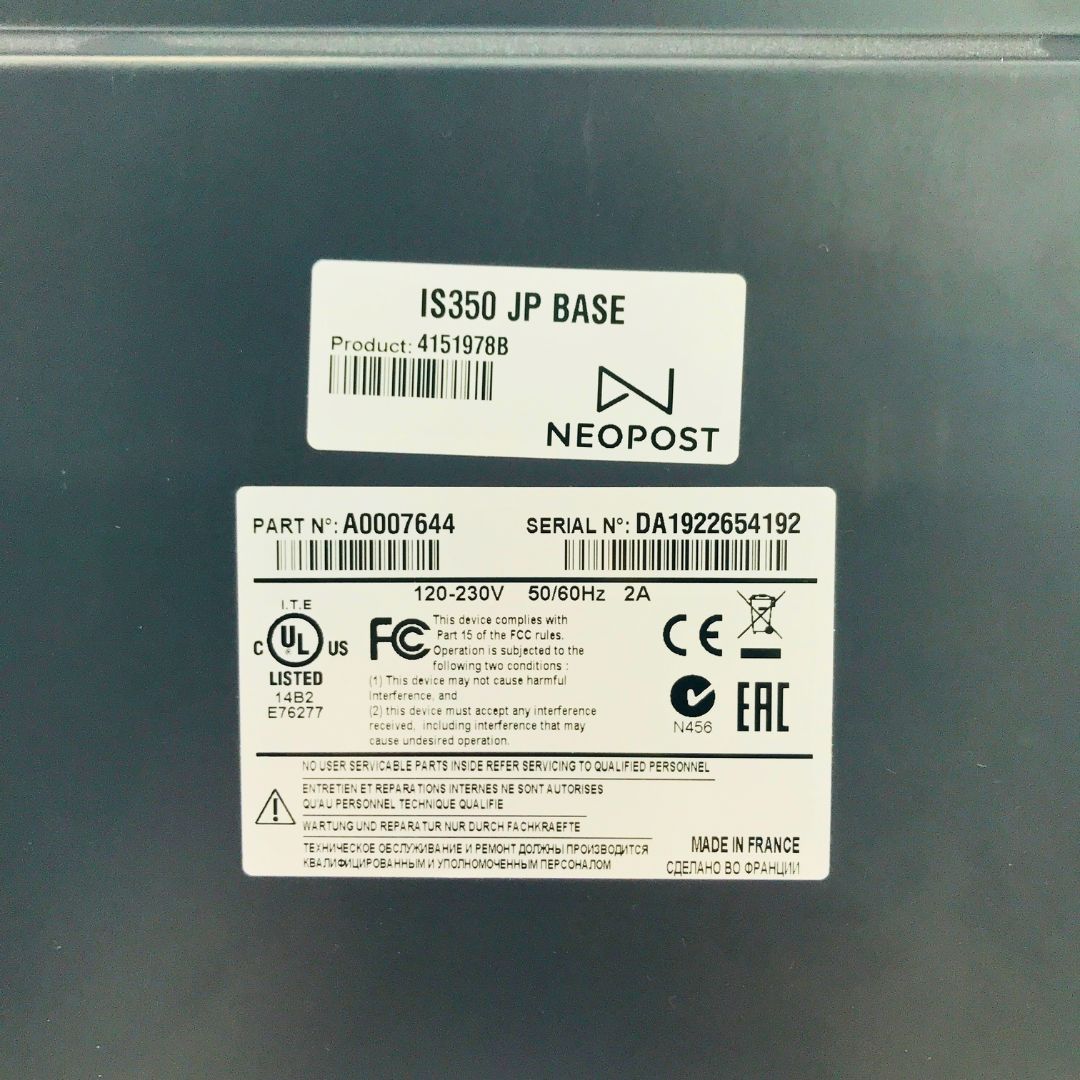 IS350 JP BASE
Product: 4151978B
NEOPOST
PART N°: A0007644
SERIAL N°: DA1922654192
120-230V 50/60Hz 2A
I.T.E
C UL US
LISTED
14B2
E76277
FC
This device complies with
Part 15 of the FCC rules.
Operation is subjected to the
following two conditions :
(1) This device may not cause harmful
Interference, and
(2) this device must accept any interference
received, including interference that may
cause undesired operation.
CE
N456
EAC
NO USER SERVICABLE PARTS INSIDE REFER SERVICING TO QUALIFIED PERSONNEL
ENTRETIEN ET REPARATIONS INTERNES NE SONT AUTORISES
QU'AU PERSONNEL TECHNIQUE QUALIFIE
WARTUNG UND REPARATUR NUR DURCH FACHKRAEFTE
ТЕХНИЧЕСКОЕ ОБСЛУЖИВАНИЕ И РЕМОНТ ДОЛЖНЫ ПРОИЗВОДИТСЯ
КВАЛИФИЦИРОВАННЫМ И УПОЛНОМОЧЕННЫМ ПЕРСОНАЛОМ
MADE IN FRANCE
СДЕЛАНО ВО ФРАНЦИИ